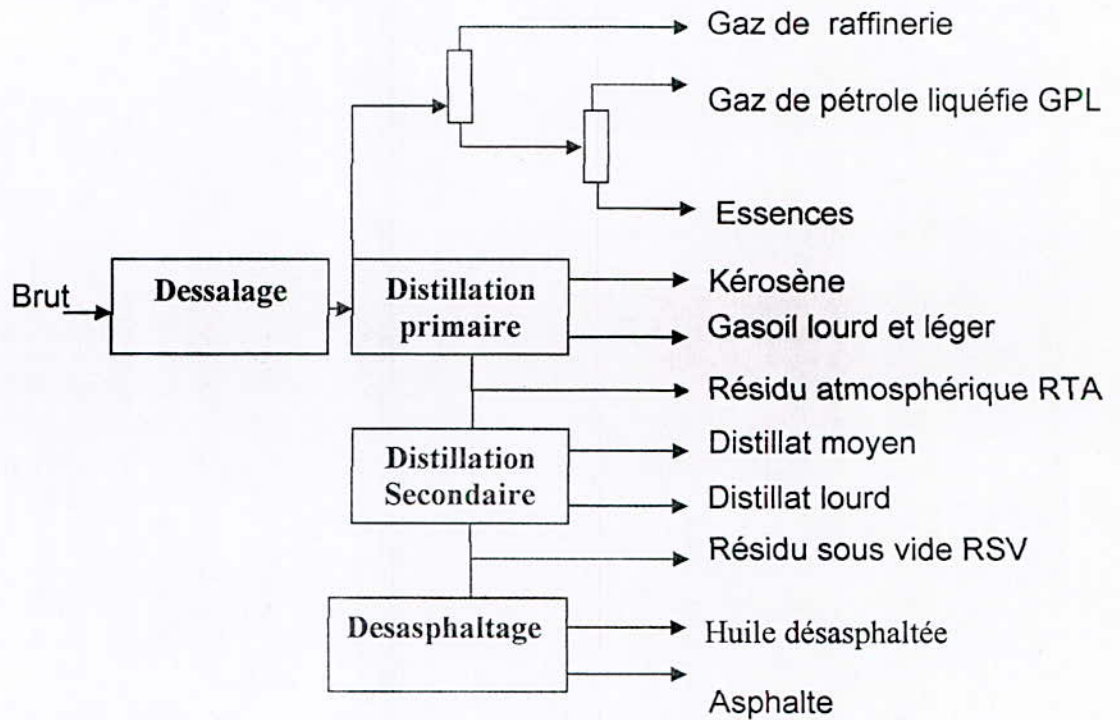 Gaz de raffinerie
Gaz de pétrole liquéfie GPL
Essences
Brut
Dessalage
Distillation
primaire
Kérosène
Gasoil lourd et léger
Résidu atmosphérique RTA
Distillation
Secondaire
Distillat moyen
Distillat lourd
Résidu sous vide RSV
Desasphaltage
Huile désasphaltée
Asphalte